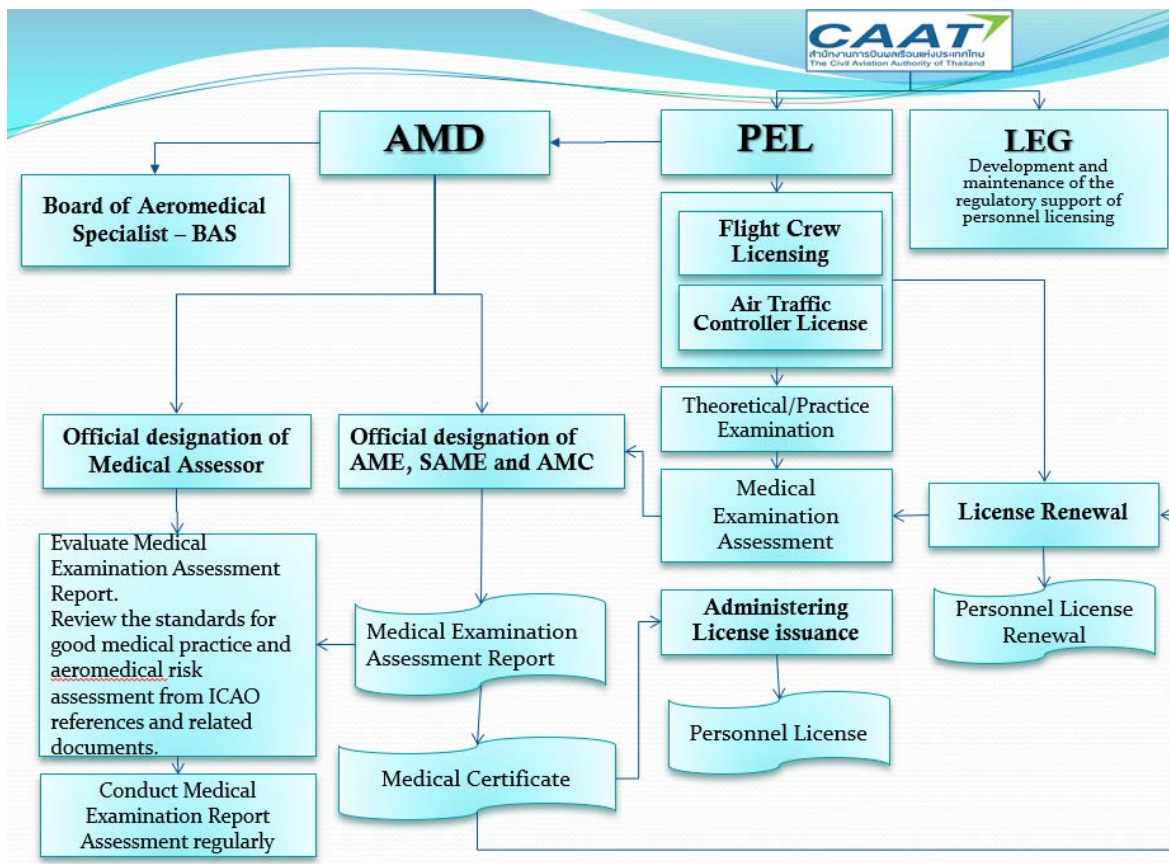 CAAT
สำนักงานการบินพลเรือนแห่งประเทศไทย
The Civil Aviation Authority of Thailand
AMD
PEL
LEG
Development and
maintenance of the
regulatory support of
personnel licensing
Board of Aeromedical
Specialist – BAS
Flight Crew
Licensing
Air Traffic
Controller License
Theoretical/Practice
Examination
Official designation of
Medical Assessor
Official designation of
AME, SAME and AMC
Medical
Examination
Assessment
License Renewal
Evaluate Medical
Examination Assessment
Report.
Review the standards for
good medical practice and
aeromedical risk
assessment from ICAO
references and related
documents.
Medical Examination
Assessment Report
Administering
License issuance
Personnel License
Renewal
Personnel License
Medical Certificate
Conduct Medical
Examination Report
Assessment regularly